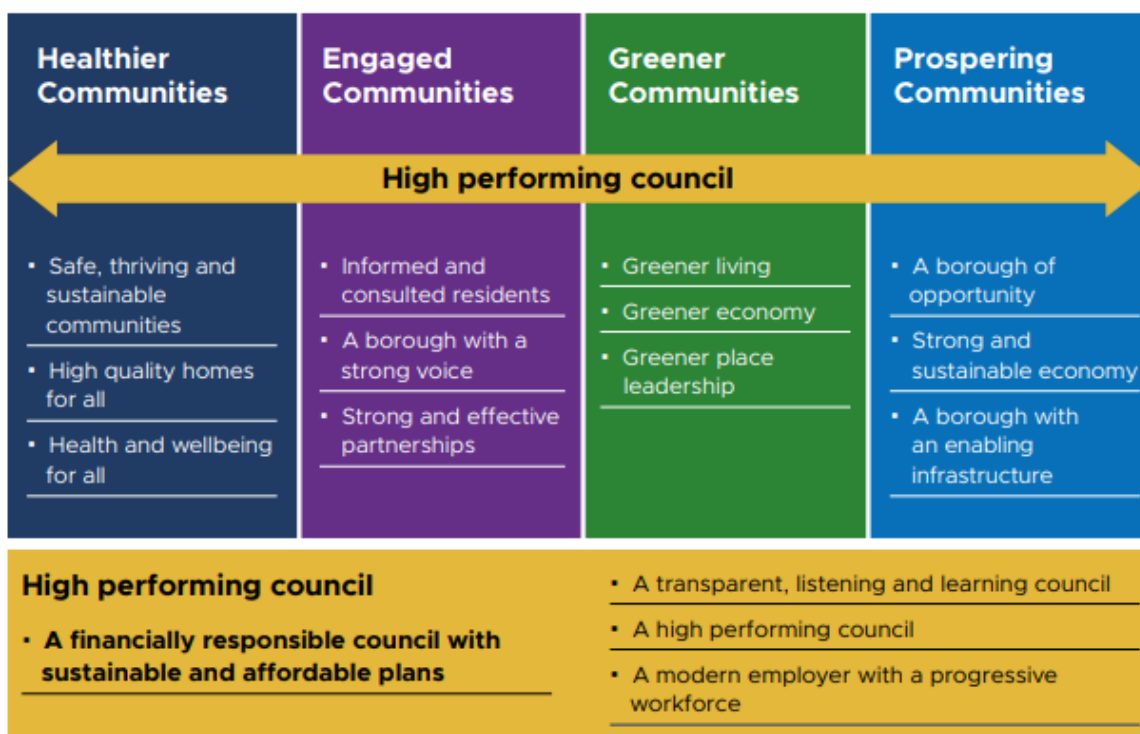 Healthier
Communities
Engaged
Communities
Greener
Communities
Prospering
Communities
High performing council
• Safe, thriving and
sustainable
communities
• High quality homes
for all
• Health and wellbeing
for all
• Informed and
consulted residents
• A borough with a
strong voice
• Strong and effective
partnerships
• Greener living
• Greener economy
• Greener place
leadership
• A borough of
opportunity
• Strong and
sustainable economy
• A borough with
an enabling
infrastructure
High performing council
• A financially responsible council with
sustainable and affordable plans
• A transparent, listening and learning council
• A high performing council
• A modern employer with a progressive
workforce